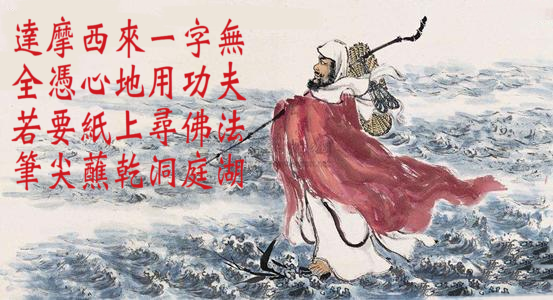 達摩西來一字無
全憑心地用功夫
若要紙上尋佛法
筆尖蘸乾洞庭湖